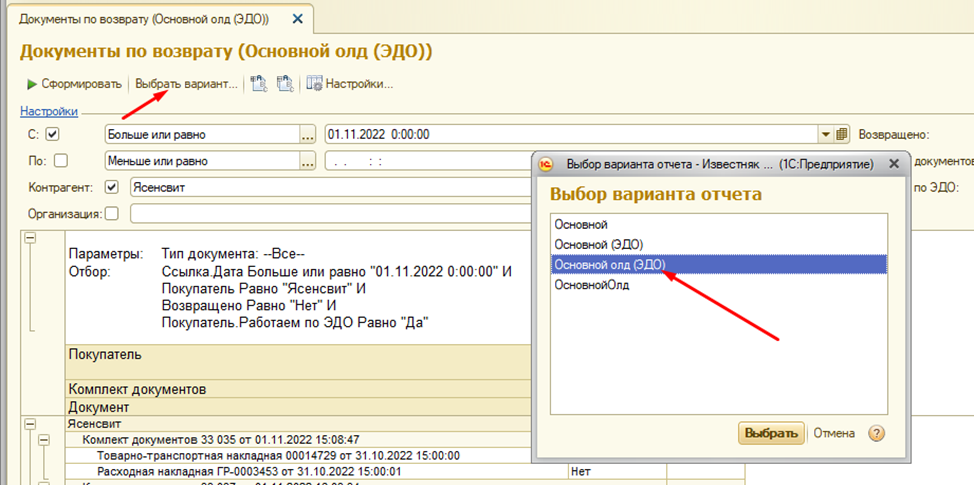 Документы по возврату (Основной олд (ЭДО))
Документы по возврату (Основной олд (ЭДО))
Сформировать Выбрать вариант... Настройки...
Настройки
С: Больше или равно ... 01.11.2022 0:00:00 Возвращено:
По: Меньше или равно ... . . : : документов
Контрагент: Ясенсвит по ЭДО:
Организация:
Выбор варианта отчета - Известняк ... (1С:Предприятие)
Выбор варианта отчета
Основной
Основной (ЭДО)
Основной олд (ЭДО)
ОсновнойОлд
Выбрать Отмена ?
Параметры: Тип документа: --Все--
Отбор: Ссылка.Дата Больше или равно "01.11.2022 0:00:00" И
Покупатель Равно "Ясенсвит" И
Возвращено Равно "Нет" И
Покупатель.Работаем по ЭДО Равно "Да"
Покупатель
Комплект документов
Документ
Ясенсвит
Комлект документов 33 035 от 01.11.2022 15:08:47
Товарно-транспортная накладная 00014729 от 31.10.2022 15:00:00
Расходная накладная ГР-0003453 от 31.10.2022 15:00:01 Нет